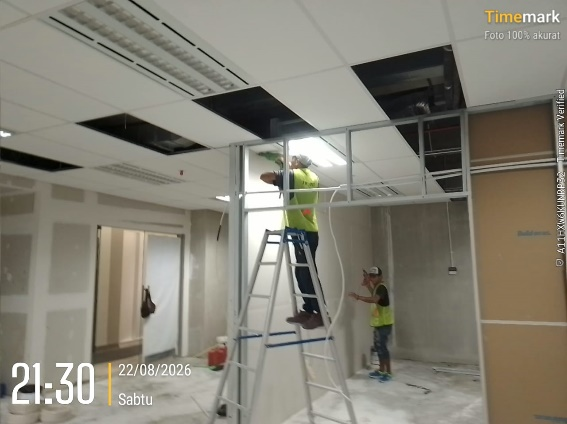 Timemark
Foto 100% akurat
21:30
22/08/2026
Sabtu
Timemark Verified